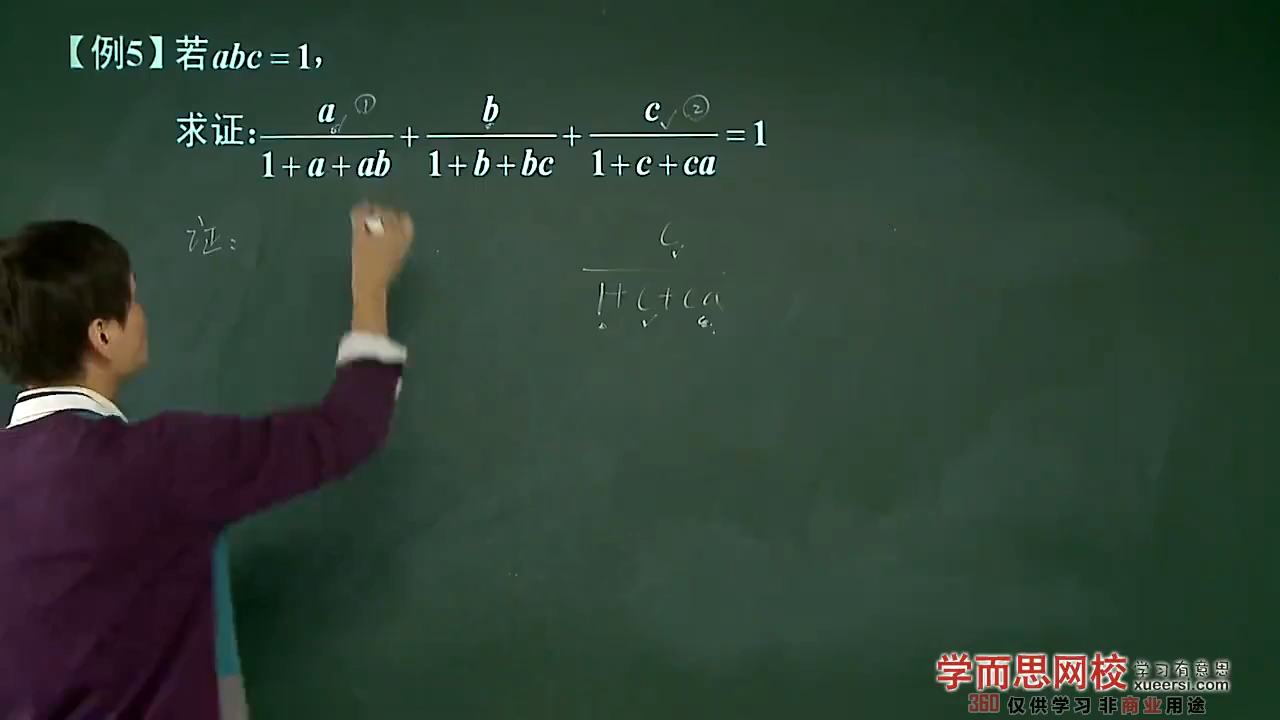 【例5】若abc=1,
求证: a/(1+a+ab) ① + b/(1+b+bc) + c/(1+c+ca) ② =1
证:
c/(1+c+ca)
学而思网校 学习有意思
xueersi.com
360 仅供学习 非商业用途